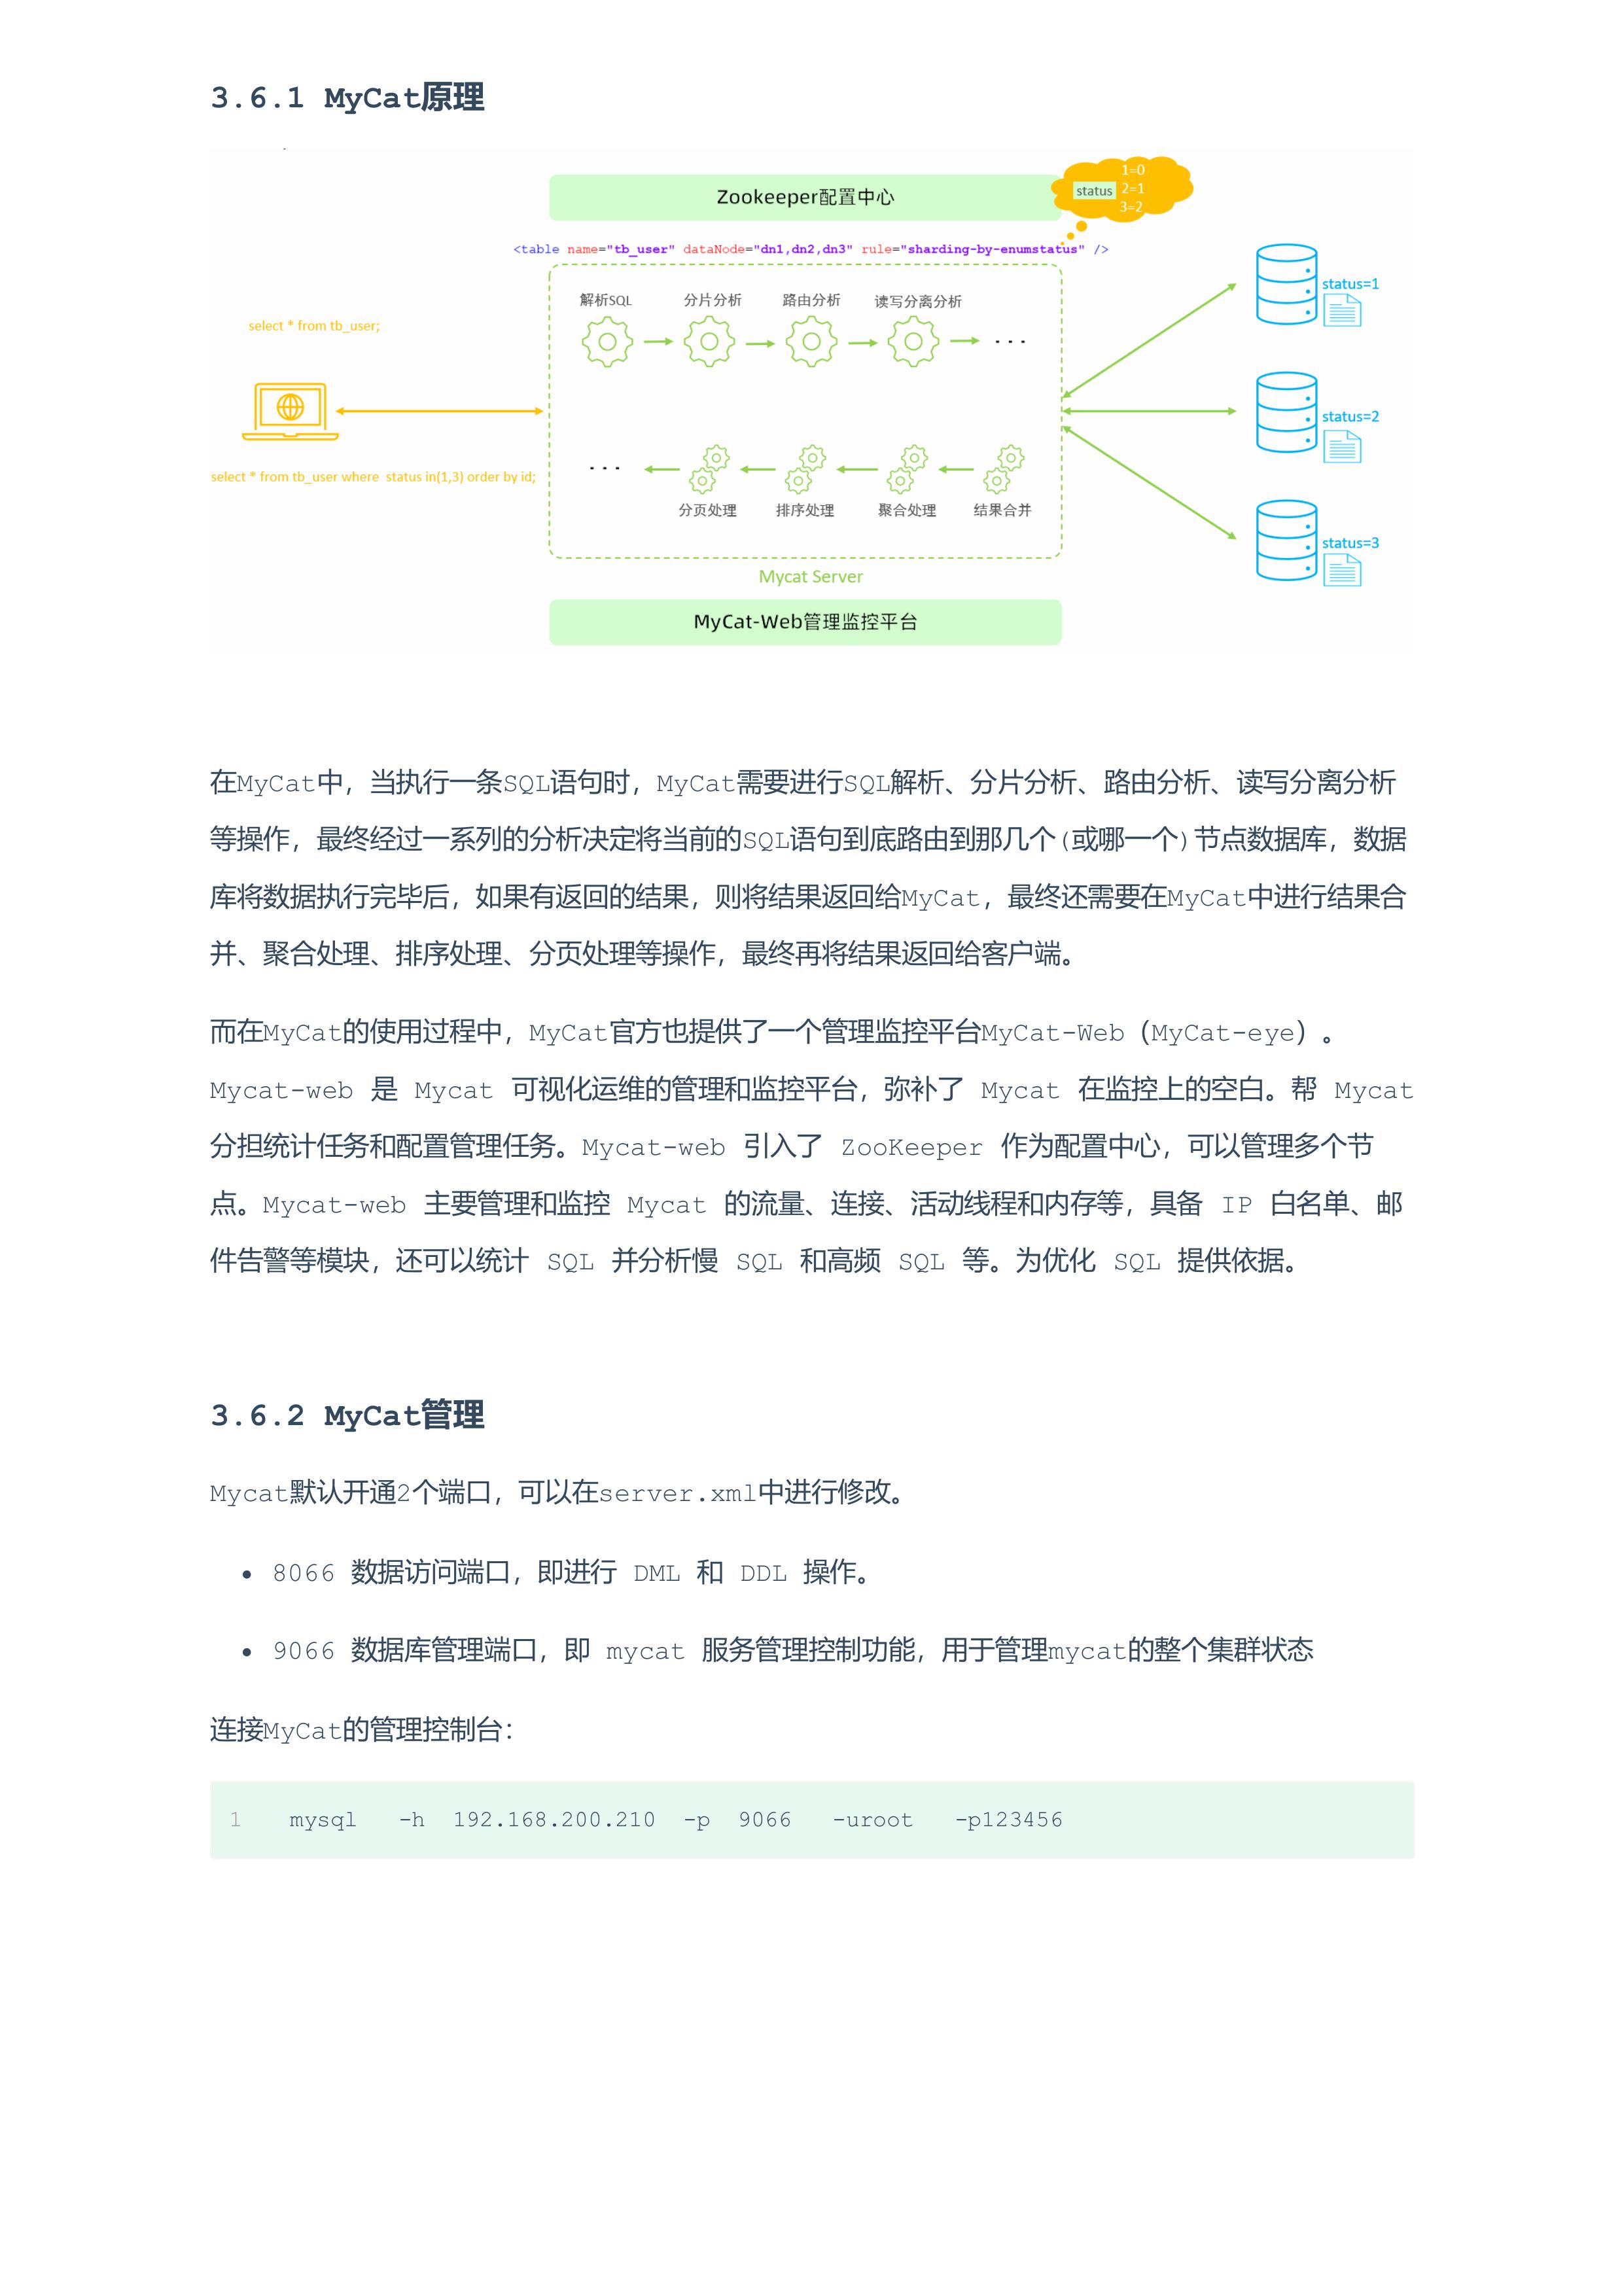 3.6.1 MyCat原理
Zookeeper配置中心
status
1=0
2=1
3=2
<table name="tb_user" dataNode="dn1,dn2,dn3" rule="sharding-by-enumstatus" />
解析SQL 分片分析 路由分析 读写分离分析
...
select * from tb_user;
select * from tb_user where status in(1,3) order by id;
...
分页处理 排序处理 聚合处理 结果合并
Mycat Server
MyCat-Web管理监控平台
status=1
status=2
status=3
在MyCat中，当执行一条SQL语句时，MyCat需要进行SQL解析、分片分析、路由分析、读写分离分析
等操作，最终经过一系列的分析决定将当前的SQL语句到底路由到那几个(或哪一个)节点数据库，数据
库将数据执行完毕后，如果有返回的结果，则将结果返回给MyCat，最终还需要在MyCat中进行结果合
并、聚合处理、排序处理、分页处理等操作，最终再将结果返回给客户端。
而在MyCat的使用过程中，MyCat官方也提供了一个管理监控平台MyCat-Web（MyCat-eye）。
Mycat-web 是 Mycat 可视化运维的管理和监控平台，弥补了 Mycat 在监控上的空白。帮 Mycat
分担统计任务和配置管理任务。Mycat-web 引入了 ZooKeeper 作为配置中心，可以管理多个节
点。Mycat-web 主要管理和监控 Mycat 的流量、连接、活动线程和内存等，具备 IP 白名单、邮
件告警等模块，还可以统计 SQL 并分析慢 SQL 和高频 SQL 等。为优化 SQL 提供依据。
3.6.2 MyCat管理
Mycat默认开通2个端口，可以在server.xml中进行修改。
• 8066 数据访问端口，即进行 DML 和 DDL 操作。
• 9066 数据库管理端口，即 mycat 服务管理控制功能，用于管理mycat的整个集群状态
连接MyCat的管理控制台：
1 mysql -h 192.168.200.210 -p 9066 -uroot -p123456